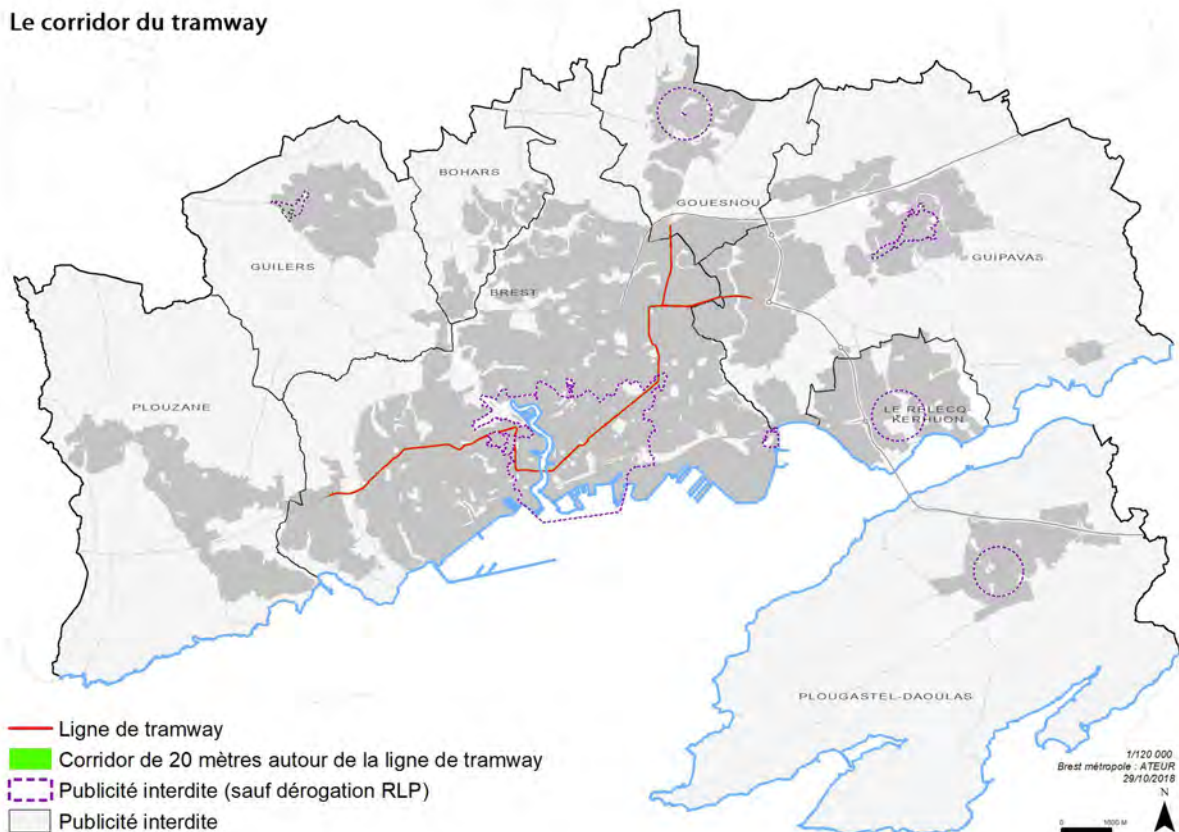 Le corridor du tramway
BOHARS
GOUESNOU
GUILERS
GUIPAVAS
BREST
PLOUZANE
LE RELECQ-
KERHUON
PLOUGASTEL-DAOULAS
Ligne de tramway
Corridor de 20 mètres autour de la ligne de tramway
Publicité interdite (sauf dérogation RLP)
Publicité interdite
1/120 000
Brest métropole : ATEUR
29/10/2018
N
0 1600 M